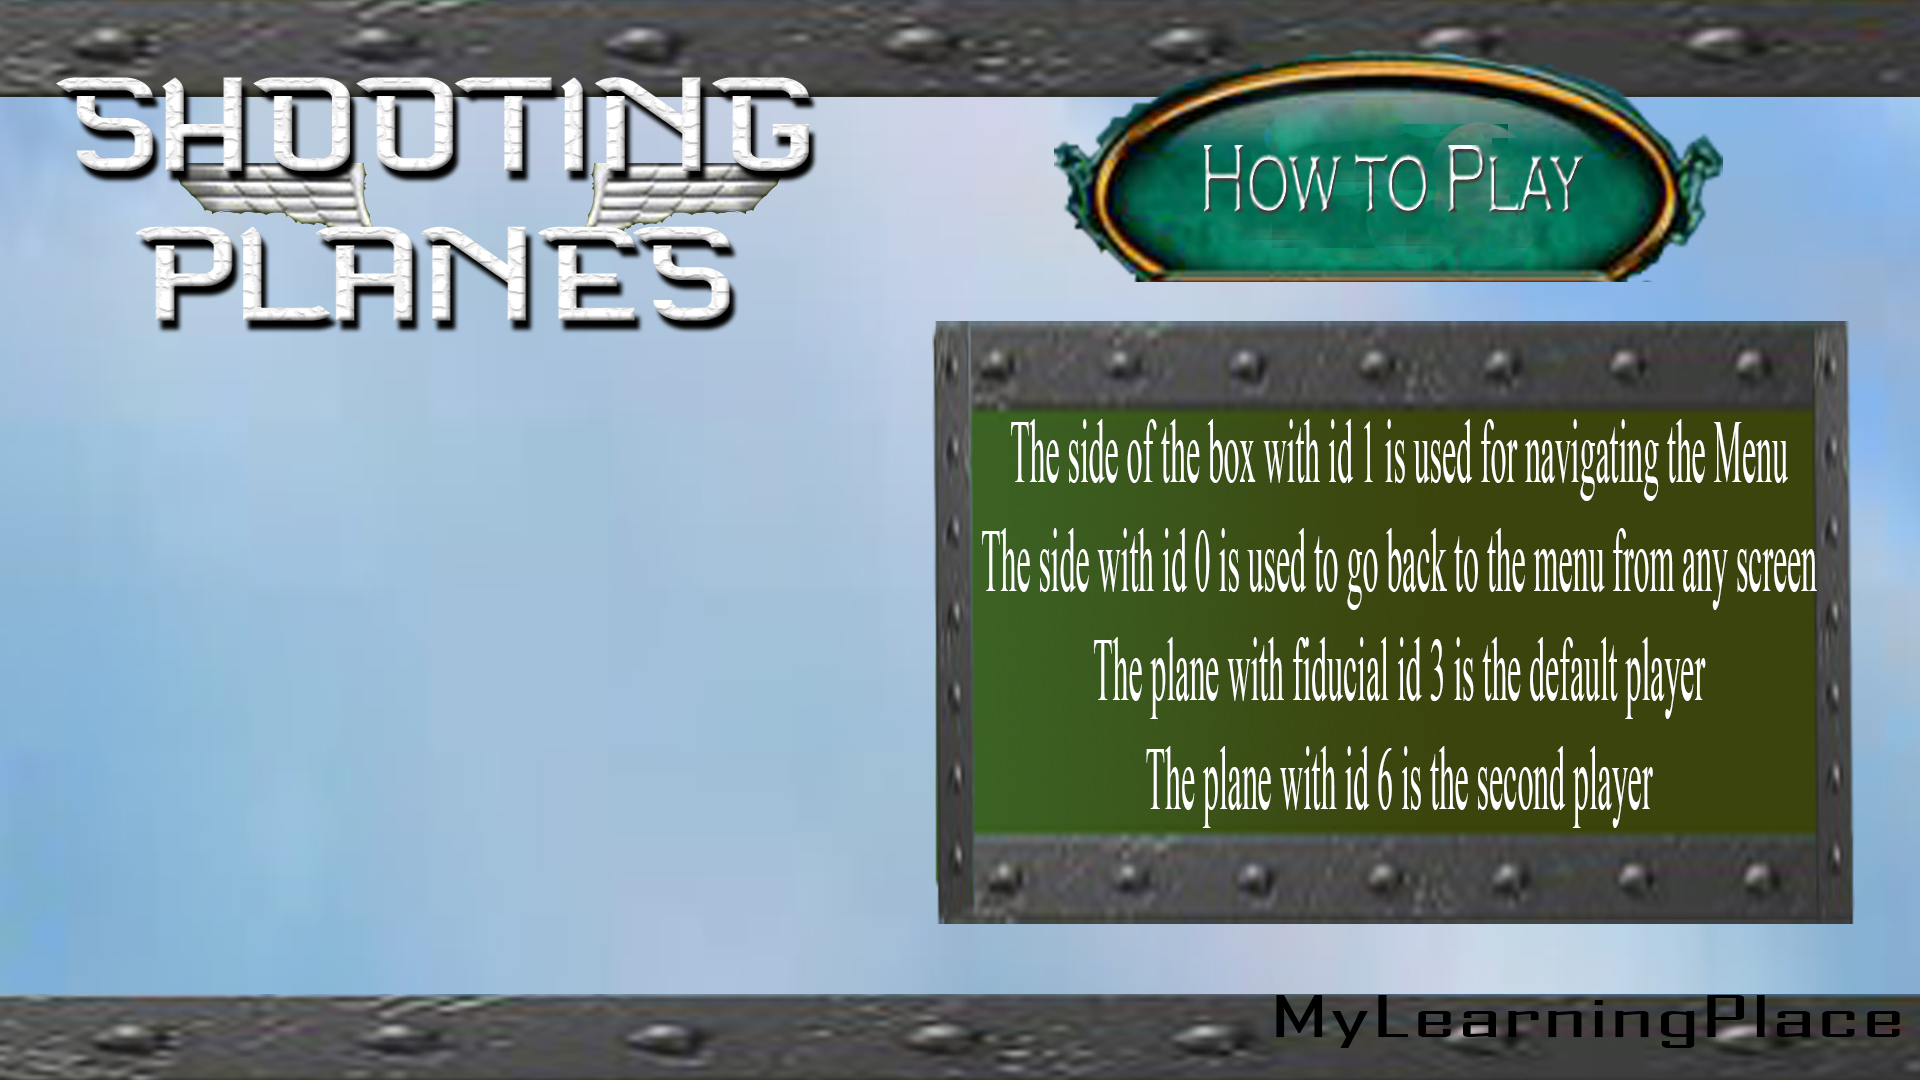 SHOOTING
PLANES
HOW TO PLAY
The side of the box with id 1 is used for navigating the Menu
The side with id 0 is used to go back to the menu from any screen
The plane with fiducial id 3 is the default player
The plane with id 6 is the second player
MyLearningPlace